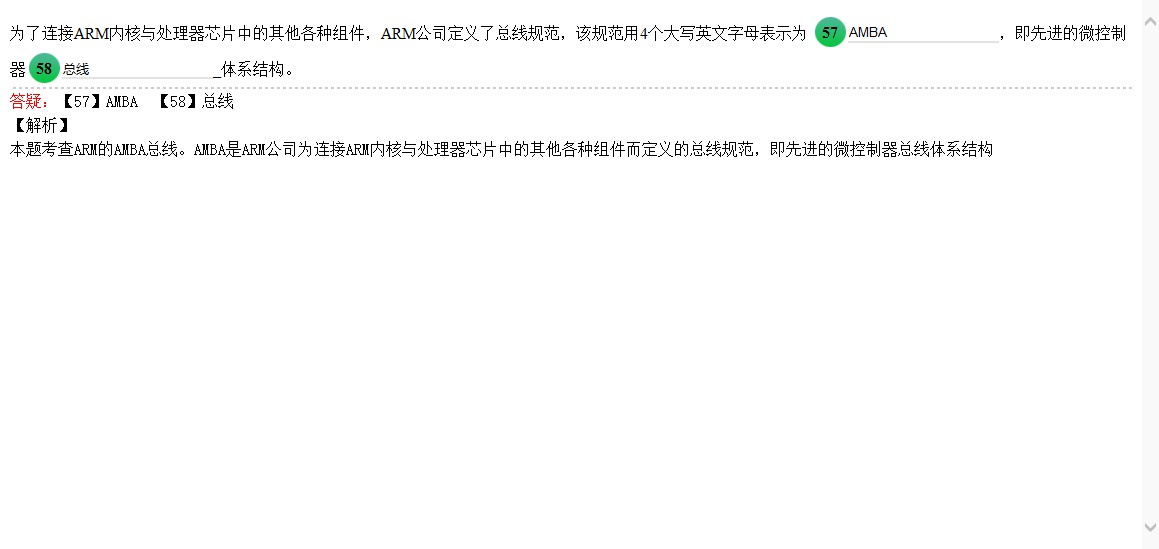 为了连接ARM内核与处理器芯片中的其他各种组件，ARM公司定义了总线规范，该规范用4个大写英文字母表示为 57 AMBA ，即先进的微控制
器 58 总线 _体系结构。
答疑：【57】AMBA 【58】总线
【解析】
本题考查ARM的AMBA总线。AMBA是ARM公司为连接ARM内核与处理器芯片中的其他各种组件而定义的总线规范，即先进的微控制器总线体系结构